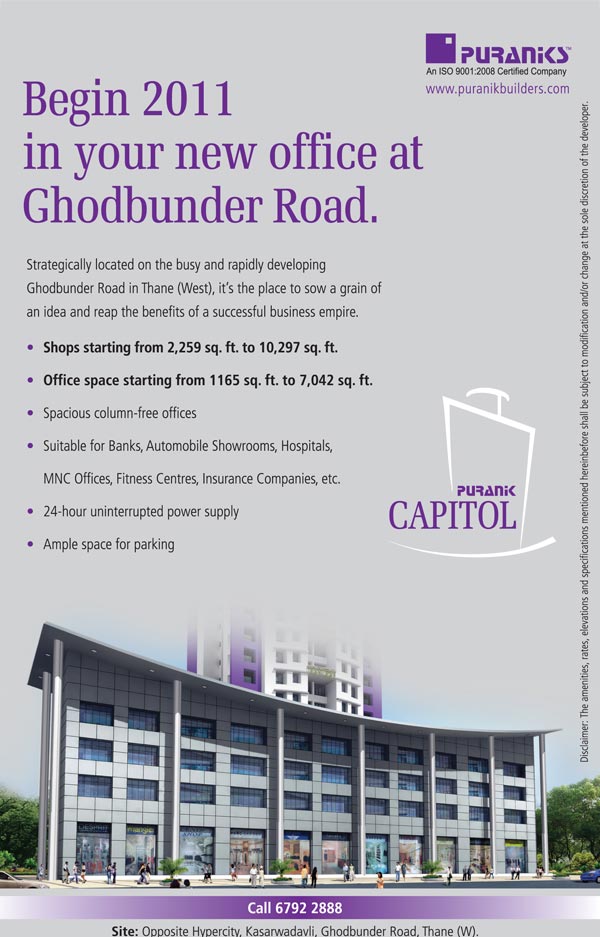 PURANIKS™
An ISO 9001:2008 Certified Company
www.puranikbuilders.com
Begin 2011
in your new office at
Ghodbunder Road.
Strategically located on the busy and rapidly developing
Ghodbunder Road in Thane (West), it's the place to sow a grain of
an idea and reap the benefits of a successful business empire.
• Shops starting from 2,259 sq. ft. to 10,297 sq. ft.
• Office space starting from 1165 sq. ft. to 7,042 sq. ft.
• Spacious column-free offices
• Suitable for Banks, Automobile Showrooms, Hospitals,
MNC Offices, Fitness Centres, Insurance Companies, etc.
• 24-hour uninterrupted power supply
• Ample space for parking
PURANIK
CAPITOL
Disclaimer: The amenities, rates, elevations and specifications mentioned hereinbefore shall be subject to modification and/or change at the sole discretion of the developer.
Call 6792 2888
Site: Opposite Hypercity, Kasarwadavli, Ghodbunder Road, Thane (W).